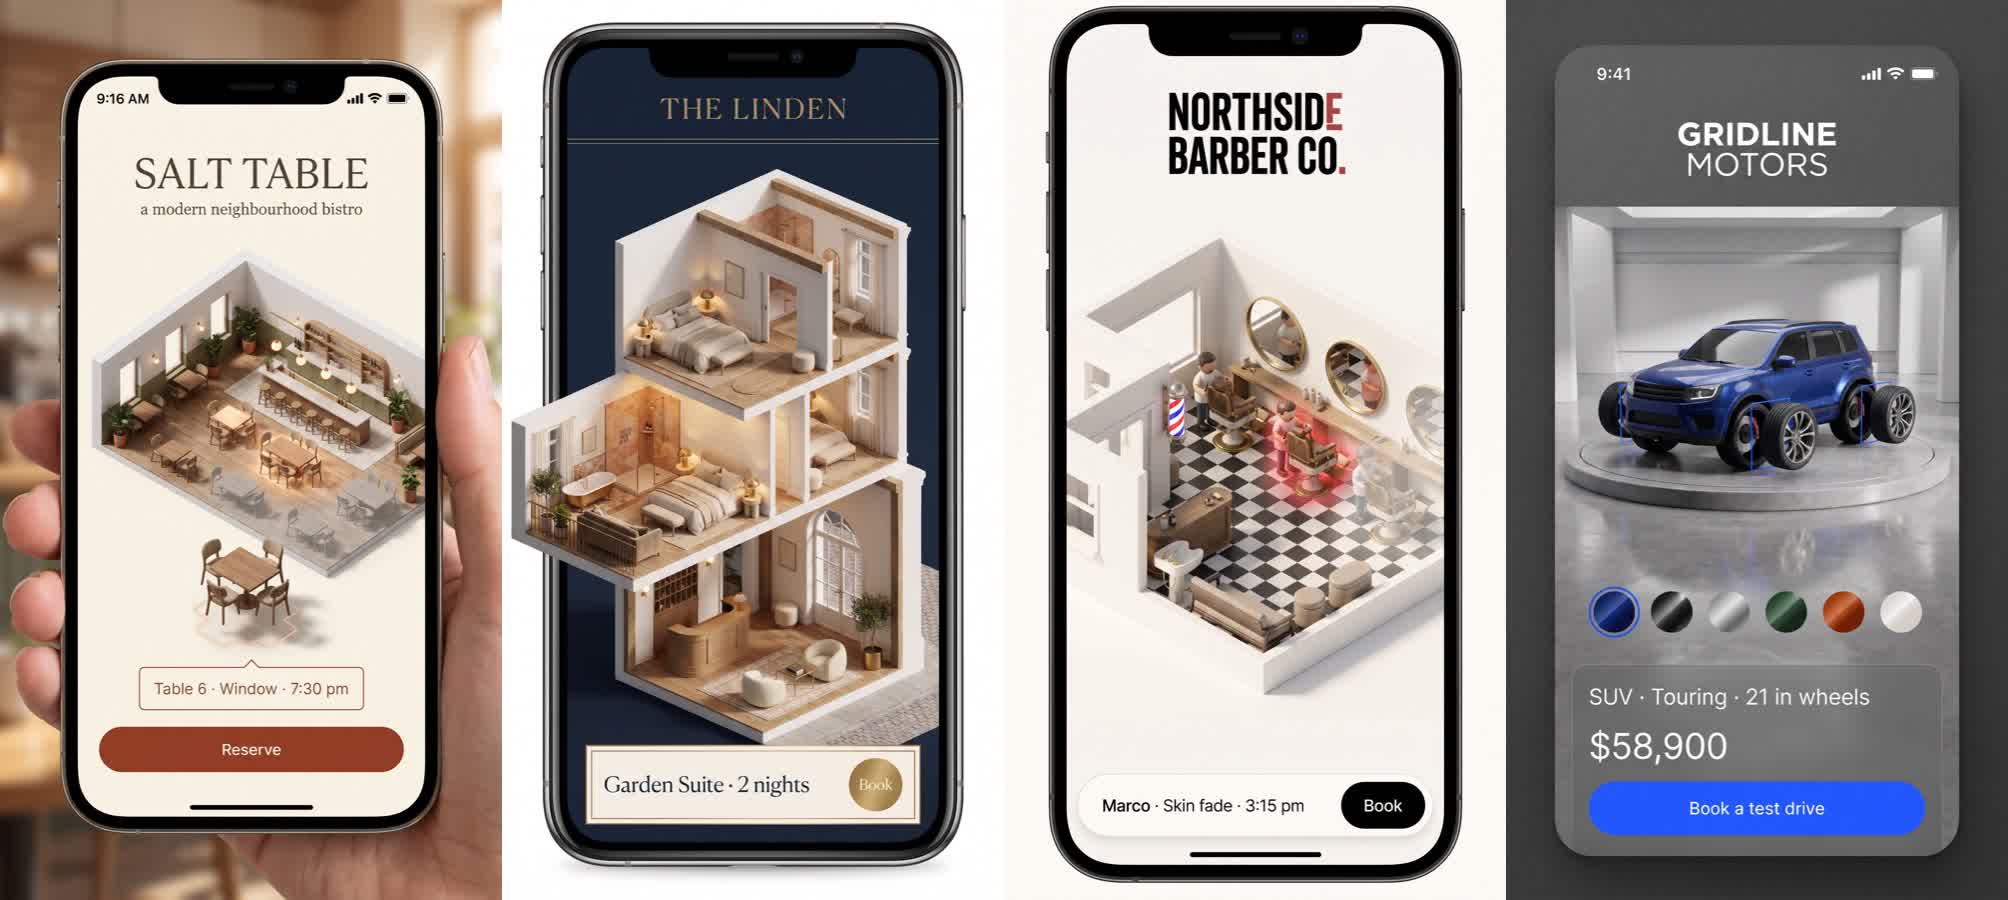 9:16 AM
SALT TABLE
a modern neighbourhood bistro
Table 6 · Window · 7:30 pm
Reserve
THE LINDEN
Garden Suite · 2 nights
Book
NORTHSIDE
BARBER CO.
Marco · Skin fade · 3:15 pm
Book
9:41
GRIDLINE
MOTORS
SUV · Touring · 21 in wheels
$58,900
Book a test drive